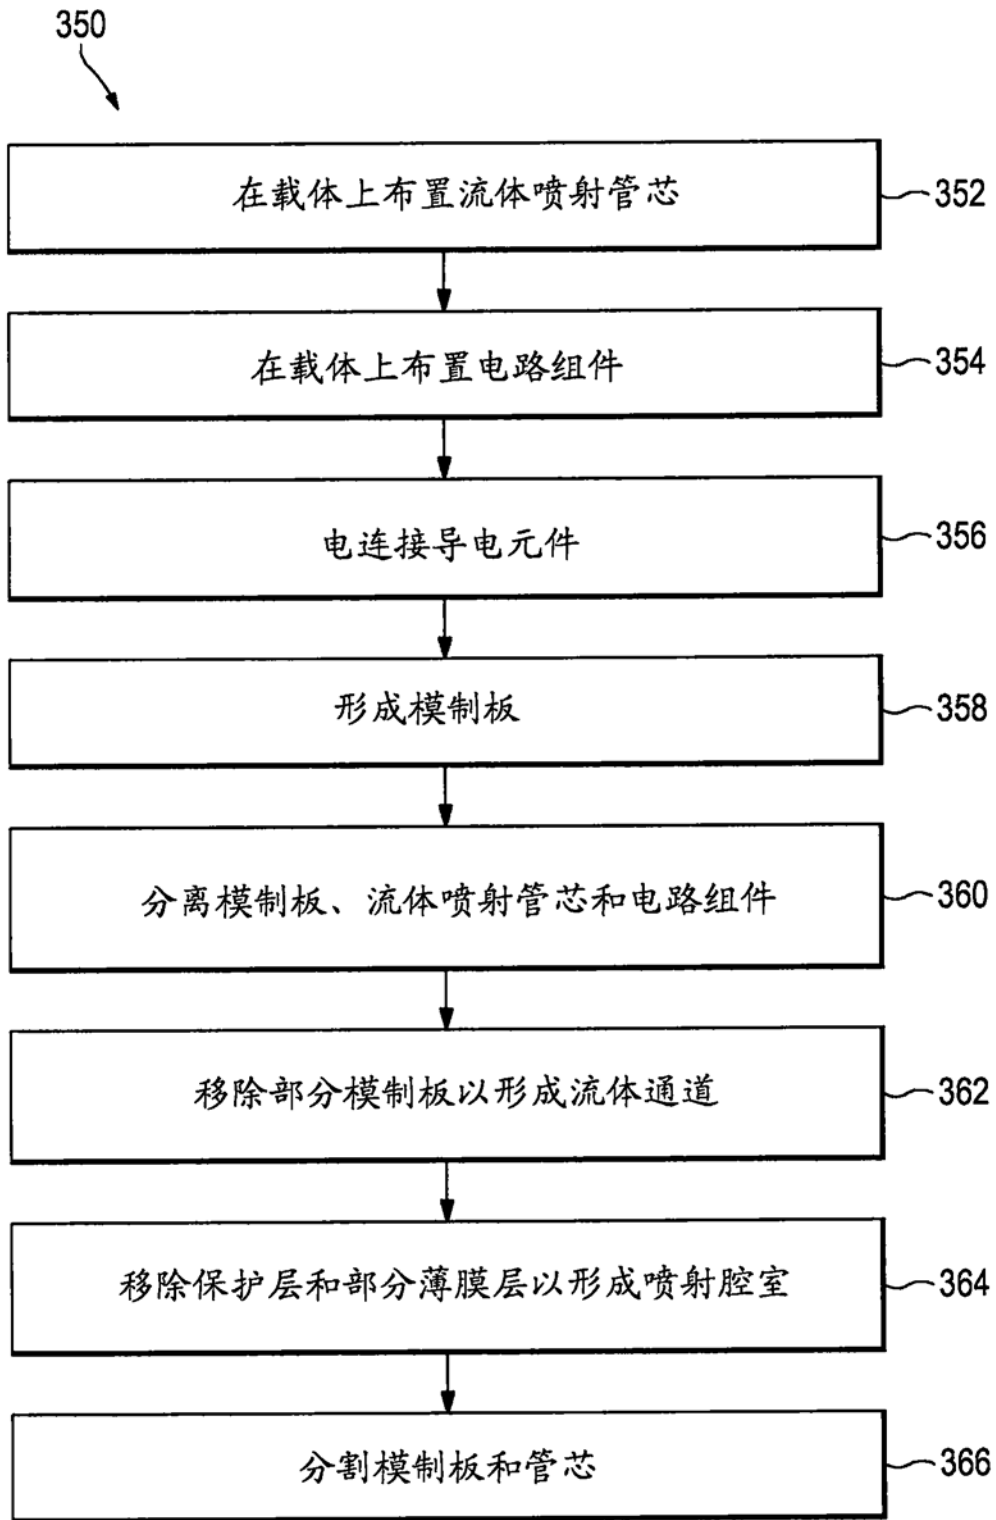 350
在载体上布置流体喷射管芯
352
在载体上布置电路组件
354
电连接导电元件
356
形成模制板
358
分离模制板、流体喷射管芯和电路组件
360
移除部分模制板以形成流体通道
362
移除保护层和部分薄膜层以形成喷射腔室
364
分割模制板和管芯
366